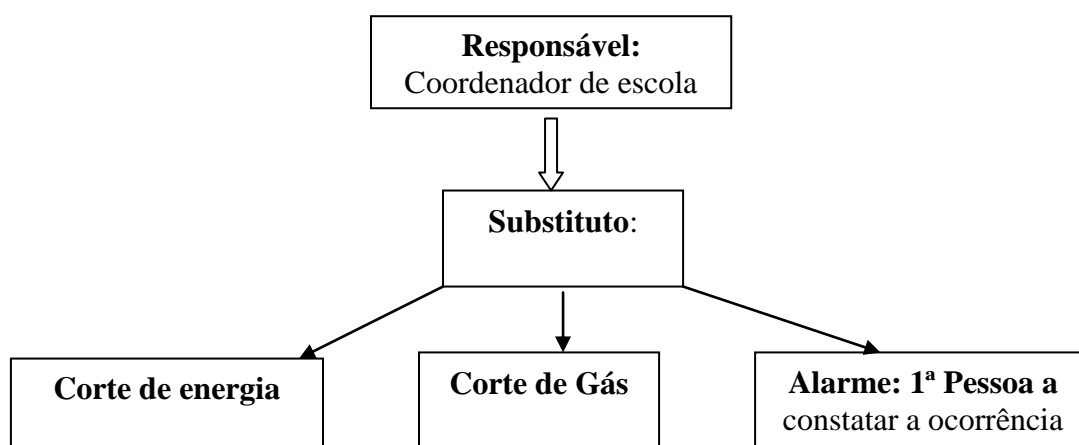 Responsável:
Coordenador de escola
Substituto:
Corte de energia
Corte de Gás
Alarme: 1ª Pessoa a
constatar a ocorrência